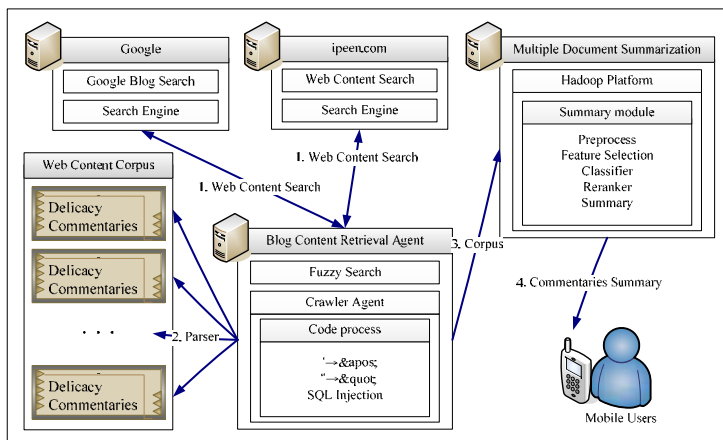 Google
Google Blog Search
Search Engine
ipeen.com
Web Content Search
Search Engine
Multiple Document Summarization
Hadoop Platform
Summary module
Preprocess
Feature Selection
Classifier
Reranker
Summary
1. Web Content Search
1. Web Content Search
Web Content Corpus
Delicacy
Commentaries
Delicacy
Commentaries
. . .
Delicacy
Commentaries
2. Parser
Blog Content Retrieval Agent
Fuzzy Search
Crawler Agent
Code process
'→&apos;
"→&quot;
SQL Injection
3. Corpus
4. Commentaries Summary
Mobile Users